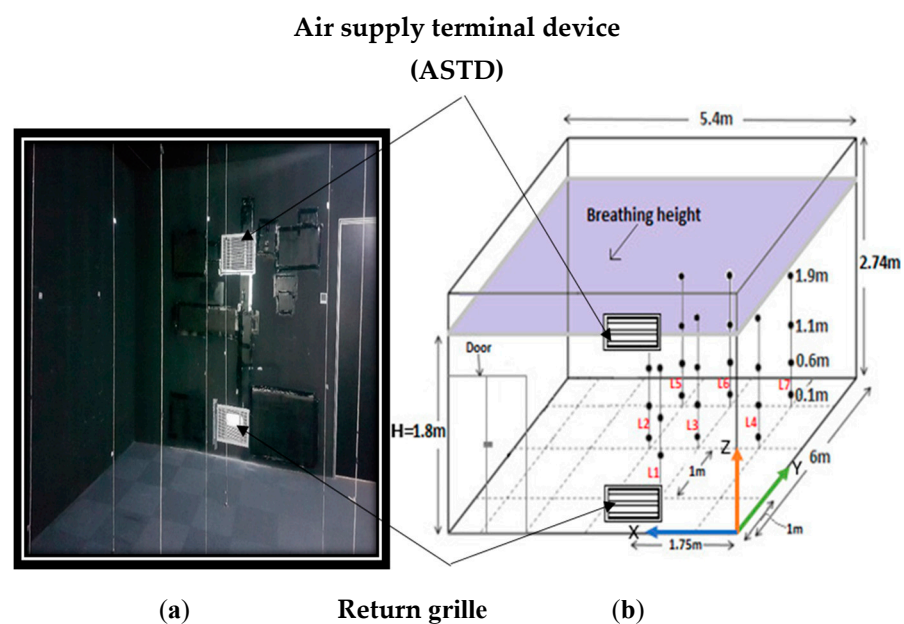 Air supply terminal device
(ASTD)
5.4m
Breathing height
2.74m
1.9m
1.1m
Door
0.6m
L5
L6
L7
0.1m
L2
L3
L4
H=1.8m
Z
6m
L1
1m
Y
X
1m
1.75m
(a)
Return grille
(b)